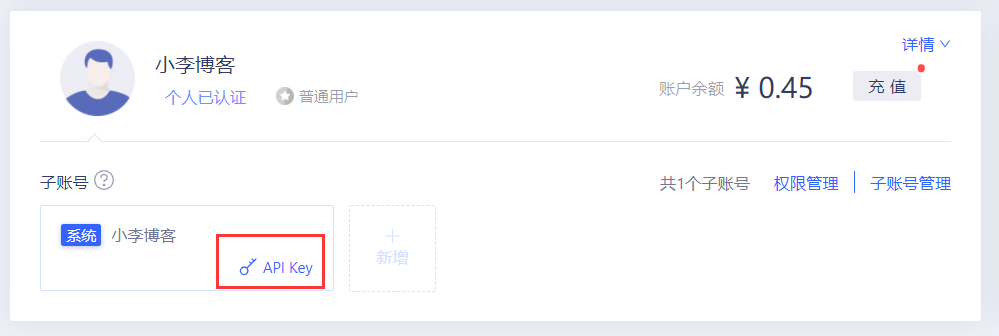 详情
小李博客
个人已认证 普通用户 账户余额 ¥ 0.45 充 值
子账号 ? 共1个子账号 权限管理 子账号管理
系统 小李博客
API Key
新增